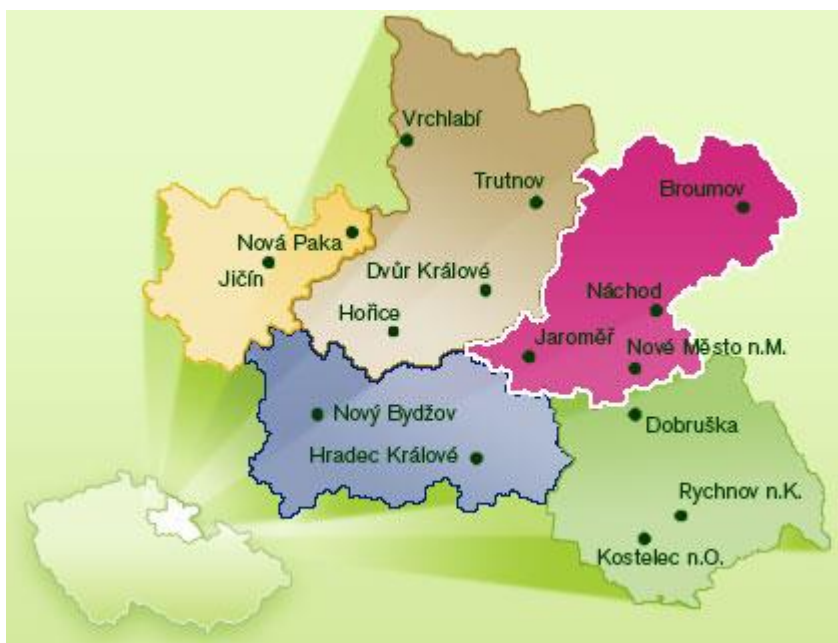 Vrchlabí
Trutnov
Broumov
Nová Paka
Jičín
Dvůr Králové
Náchod
Hořice
Jaroměř
Nové Město n.M.
Nový Bydžov
Dobruška
Hradec Králové
Rychnov n.K.
Kostelec n.O.